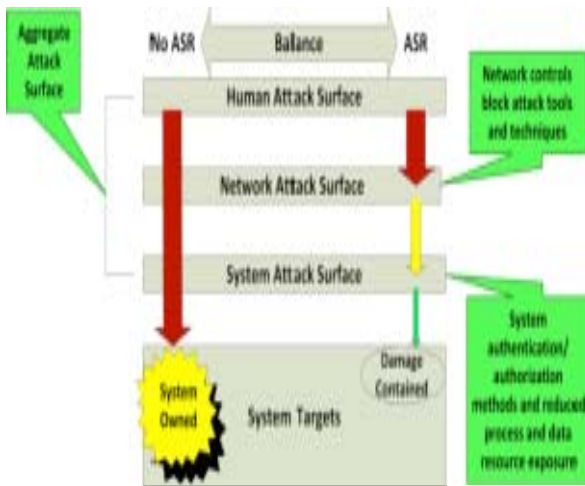 Aggregate
Attack
Surface
No ASR
Ballance
ASR
Human Attack Surface
Network controls
block attack tools
and techniques
Network Attack Surface
System Attack Surface
System
authentication/
authorization
methods and reduced
process and data
resource exposure
Damage
Contained
System
Owned
System Targets